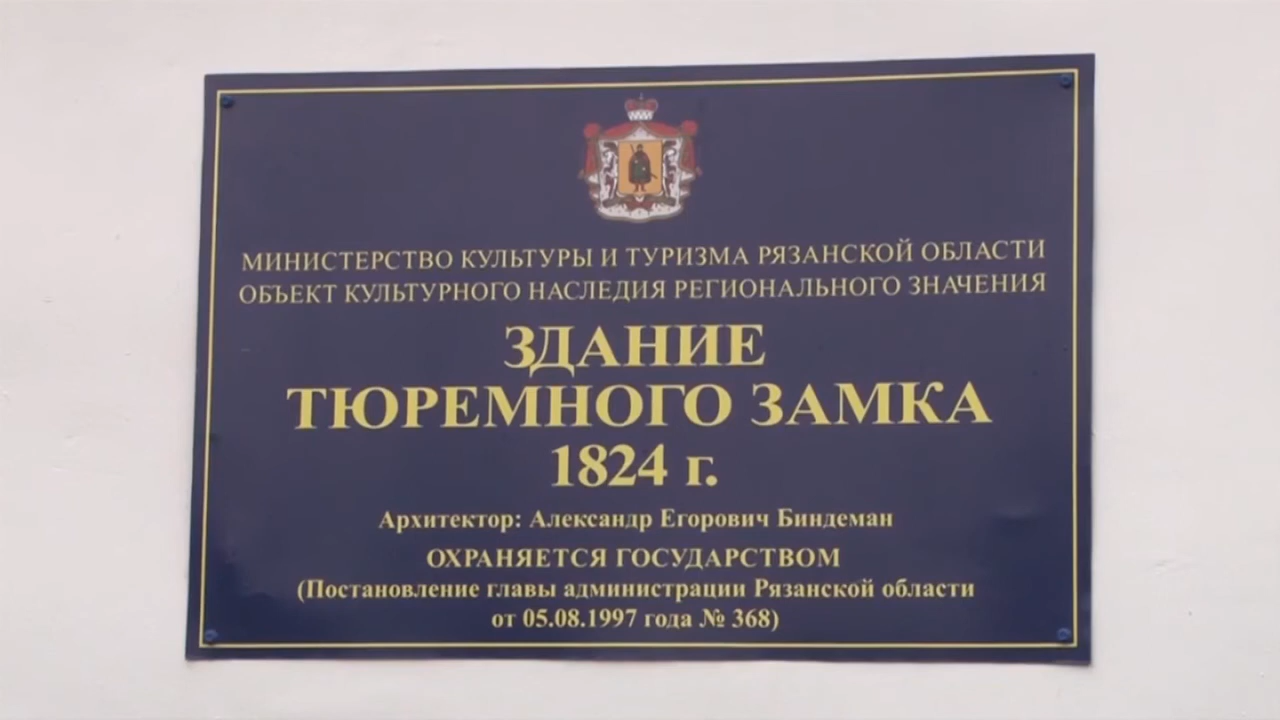 МИНИСТЕРСТВО КУЛЬТУРЫ И ТУРИЗМА РЯЗАНСКОЙ ОБЛАСТИ
ОБЪЕКТ КУЛЬТУРНОГО НАСЛЕДИЯ РЕГИОНАЛЬНОГО ЗНАЧЕНИЯ
ЗДАНИЕ
ТЮРЕМНОГО ЗАМКА
1824 г.
Архитектор: Александр Егорович Биндеман
ОХРАНЯЕТСЯ ГОСУДАРСТВОМ
(Постановление главы администрации Рязанской области
от 05.08.1997 года № 368)